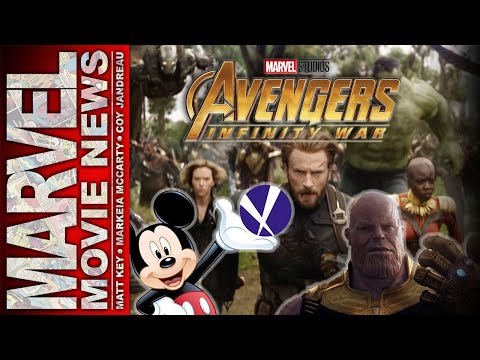 MARVEL
MOVIE NEWS
MATT KEY • MARKEIA MCCARTY • COY JANDREAU
MARVEL STUDIOS
AVENGERS
INFINITY WAR